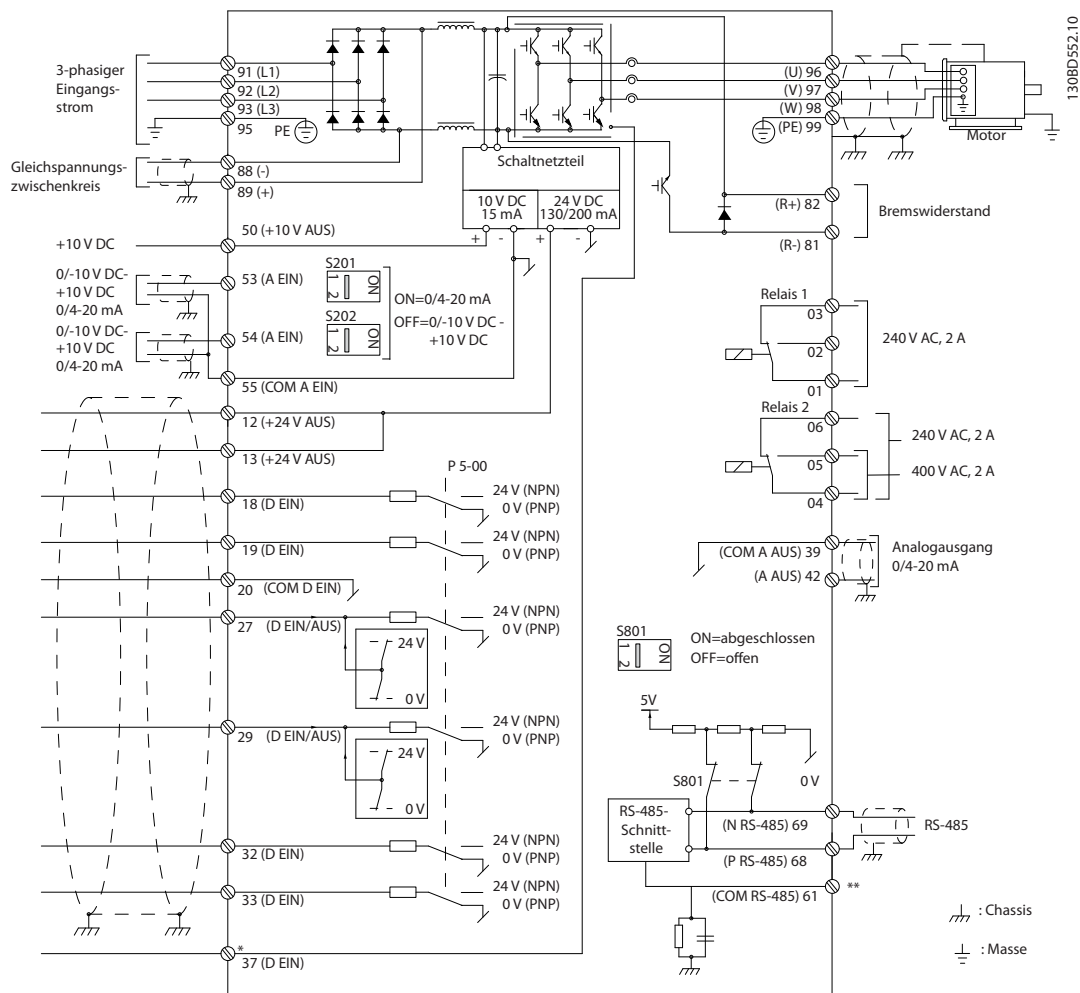 130BD552.10
3-phasiger
Eingangs-
strom
91 (L1)
92 (L2)
93 (L3)
95
PE
Gleichspannungs-
zwischenkreis
88 (-)
89 (+)
Schaltnetzteil
10 V DC
15 mA
24 V DC
130/200 mA
+ - + -
50 (+10 V AUS)
+10 V DC
0/-10 V DC-
+10 V DC
0/4-20 mA
53 (A EIN)
0/-10 V DC-
+10 V DC
0/4-20 mA
54 (A EIN)
55 (COM A EIN)
S201
1 2
ON
S202
1 2
ON
ON=0/4-20 mA
OFF=0/-10 V DC -
+10 V DC
12 (+24 V AUS)
13 (+24 V AUS)
P 5-00
18 (D EIN)
24 V (NPN)
0 V (PNP)
19 (D EIN)
24 V (NPN)
0 V (PNP)
20 (COM D EIN)
27 (D EIN/AUS)
24 V (NPN)
0 V (PNP)
24 V
0 V
29 (D EIN/AUS)
24 V (NPN)
0 V (PNP)
24 V
0 V
32 (D EIN)
24 V (NPN)
0 V (PNP)
33 (D EIN)
24 V (NPN)
0 V (PNP)
*
37 (D EIN)
(U) 96
(V) 97
(W) 98
(PE) 99
Motor
(R+) 82
(R-) 81
Bremswiderstand
Relais 1
03
02
01
240 V AC, 2 A
Relais 2
06
05
04
240 V AC, 2 A
400 V AC, 2 A
(COM A AUS) 39
(A AUS) 42
Analogausgang
0/4-20 mA
S801
1 2
ON
ON=abgeschlossen
OFF=offen
5V
S801
0 V
RS-485-
Schnitt-
stelle
(N RS-485) 69
(P RS-485) 68
(COM RS-485) 61
RS-485
**
: Chassis
: Masse